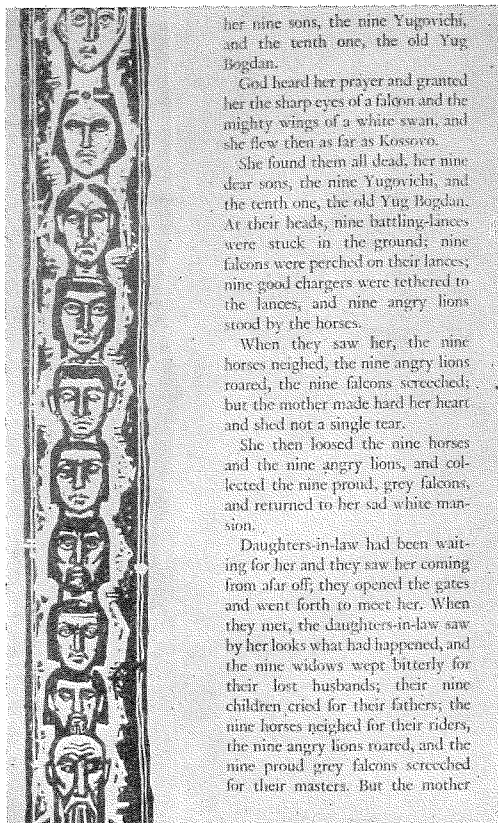 her nine sons, the nine Yugovichi,
and the tenth one, the old Yug
Bogdan.
God heard her prayer and granted
her the sharp eyes of a falcon and the
mighty wings of a white swan, and
she flew then as far as Kossovo.
She found them all dead, her nine
dear sons, the nine Yugovichi, and
the tenth one, the old Yug Bogdan.
At their heads, nine battling-lances
were stuck in the ground; nine
falcons were perched on their lances;
nine good chargers were tethered to
the lances, and nine angry lions
stood by the horses.
When they saw her, the nine
horses neighed, the nine angry lions
roared, the nine falcons screeched;
but the mother made hard her heart
and shed not a single tear.
She then loosed the nine horses
and the nine angry lions, and col-
lected the nine proud, grey falcons,
and returned to her sad white man-
sion.
Daughters-in-law had been wait-
ing for her and they saw her coming
from afar off; they opened the gates
and went forth to meet her. When
they met, the daughters-in-law saw
by her looks what had happened, and
the nine widows wept bitterly for
their lost husbands; their nine
children cried for their fathers; the
nine horses neighed for their riders,
the nine angry lions roared, and the
nine proud grey falcons screeched
for their masters. But the mother